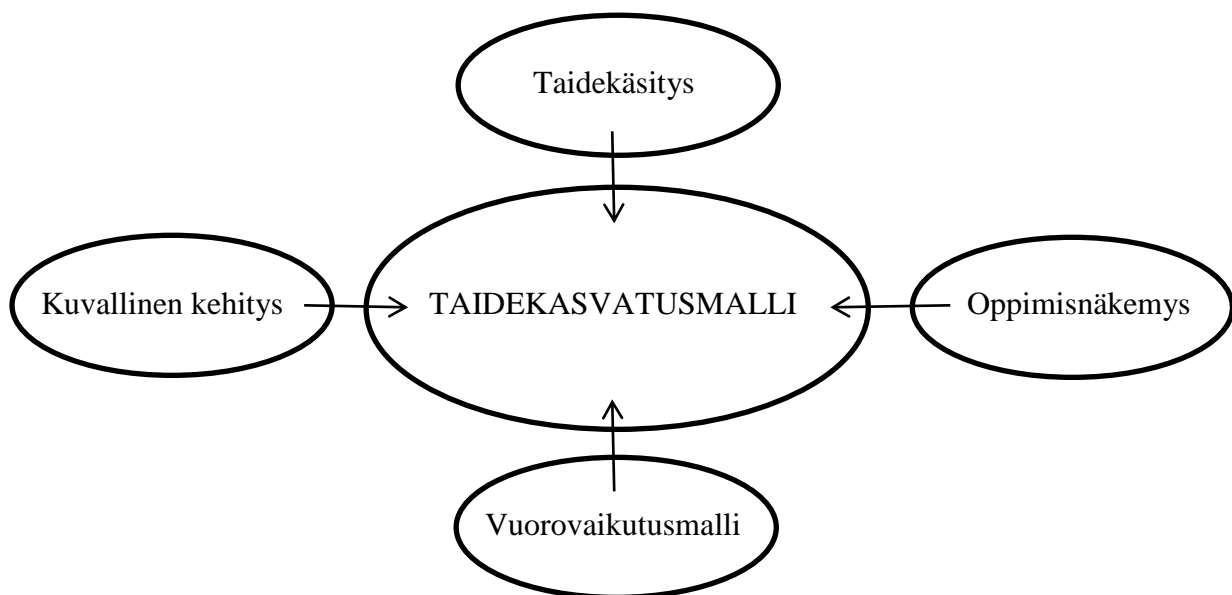 Taidekäsitys
Kuvallinen kehitys
TAIDEKASVATUSMALLI
Oppimisnäkemys
Vuorovaikutusmalli